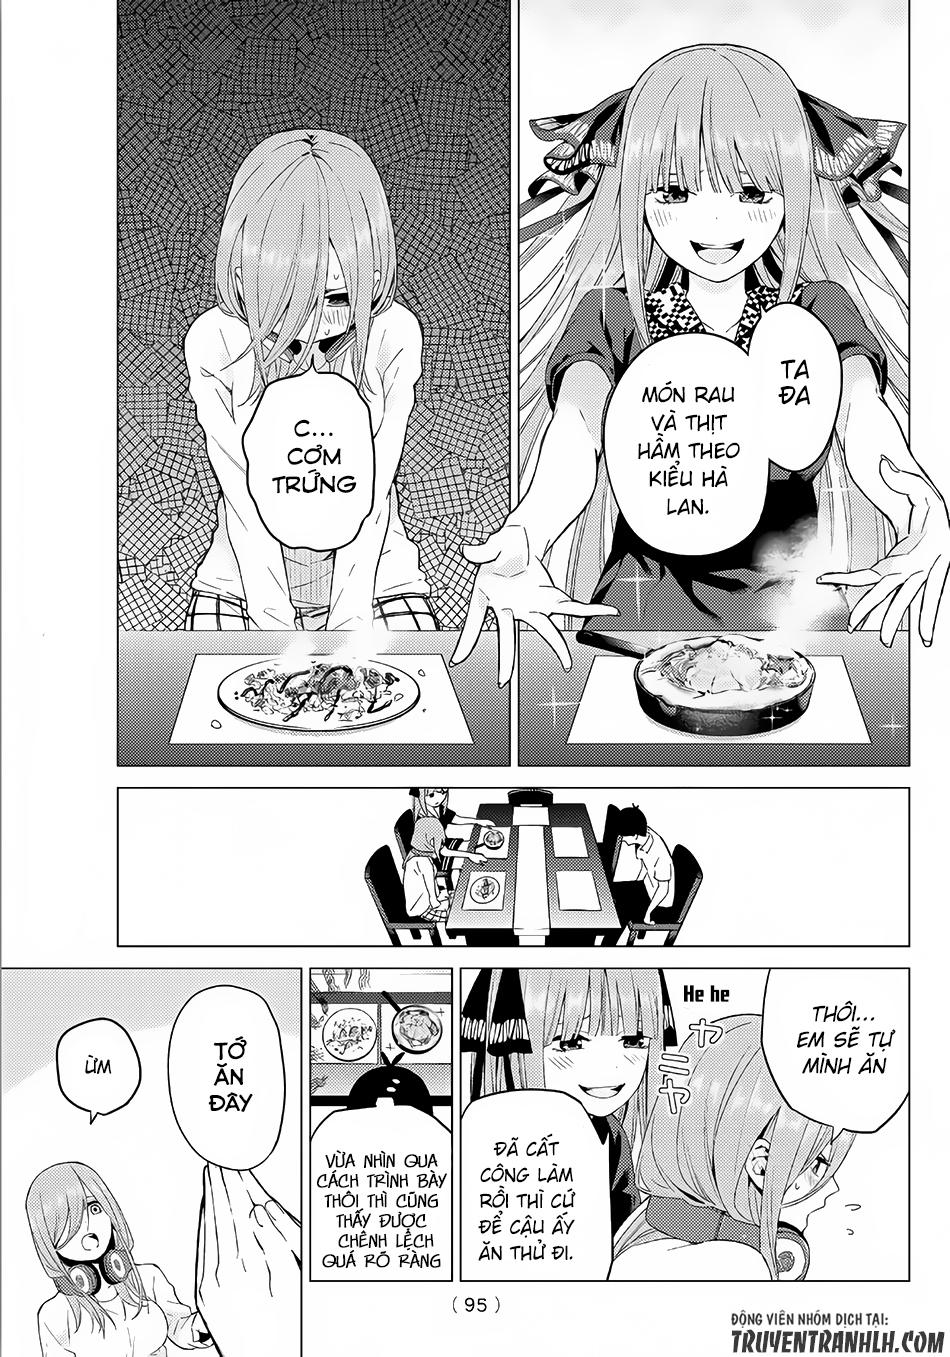 TA
ĐA
MÓN RAU
VÀ THỊT
HẦM THEO
KIỂU HÀ
LAN.
C...
CƠM
TRỨNG
THÔI...
EM SẼ TỰ
MÌNH ĂN
He he
ヤニャ
ĐÃ CẤT
CÔNG LÀM
RỒI THÌ CỨ
ĐỂ CẬU ẤY
ĂN THỬ ĐI.
VỪA NHÌN QUA
CÁCH TRÌNH BÀY
THÔI THÌ CŨNG
THẤY ĐƯỢC
CHÊNH LỆCH
QUÁ RÕ RÀNG
TỚ
ĂN
ĐÂY
ỪM
( 95 )
ĐỘNG VIÊN NHÓM DỊCH TẠI:
TRUYENTRANHLH.COM